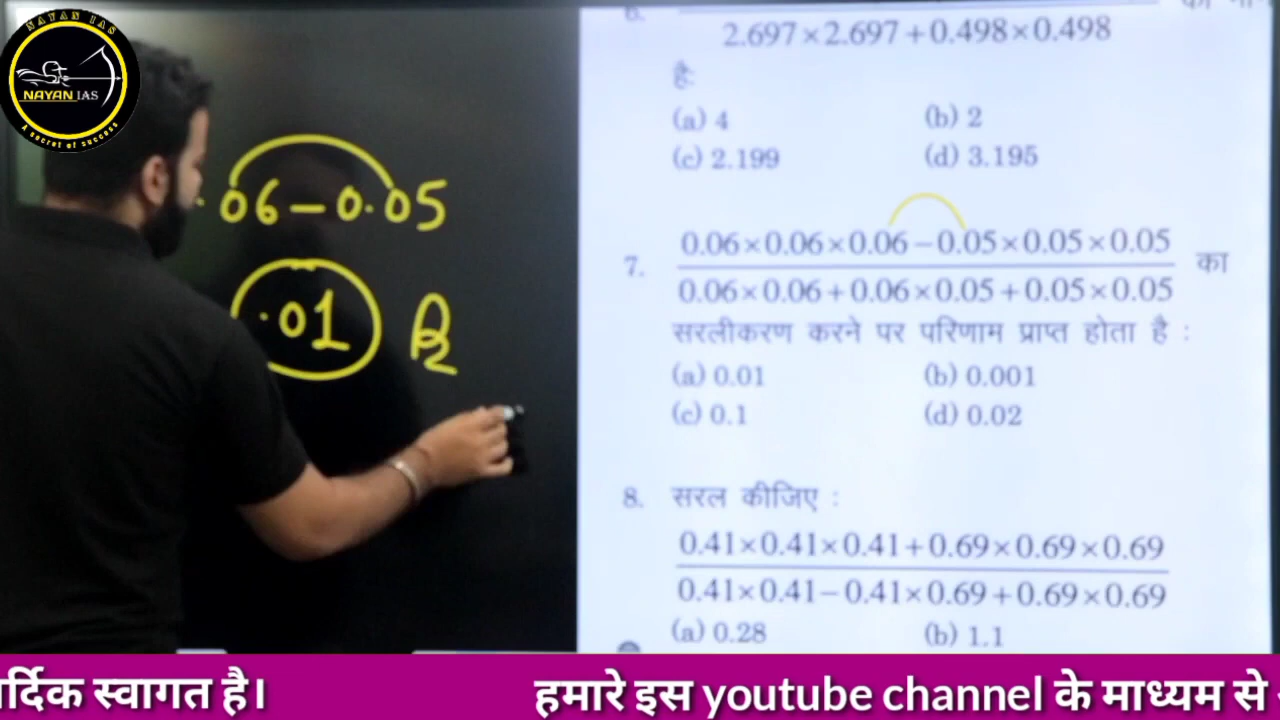 NAYAN IAS
NAYAN IAS
A secret of success
.06 – 0.05
.01
6.
2.697×2.697+0.498×0.498
है:
(a) 4 (b) 2
(c) 2.199 (d) 3.195
7. 0.06×0.06×0.06−0.05×0.05×0.05 का
0.06×0.06+0.06×0.05+0.05×0.05
सरलीकरण करने पर परिणाम प्राप्त होता है :
(a) 0.01 (b) 0.001
(c) 0.1 (d) 0.02
8. सरल कीजिए :
0.41×0.41×0.41+0.69×0.69×0.69
0.41×0.41−0.41×0.69+0.69×0.69
(a) 0.28 (b) 1.1
र्दिक स्वागत है। हमारे इस youtube channel के माध्यम से